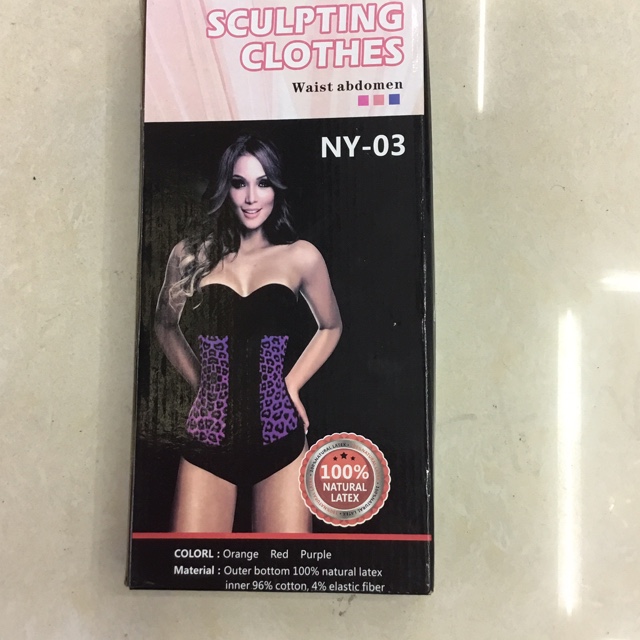 SCULPTING
CLOTHES
Waist abdomen
NY-03
100%
NATURAL
LATEX
COLORL : Orange Red Purple
Material : Outer bottom 100% natural latex
inner 96% cotton, 4% elastic fiber